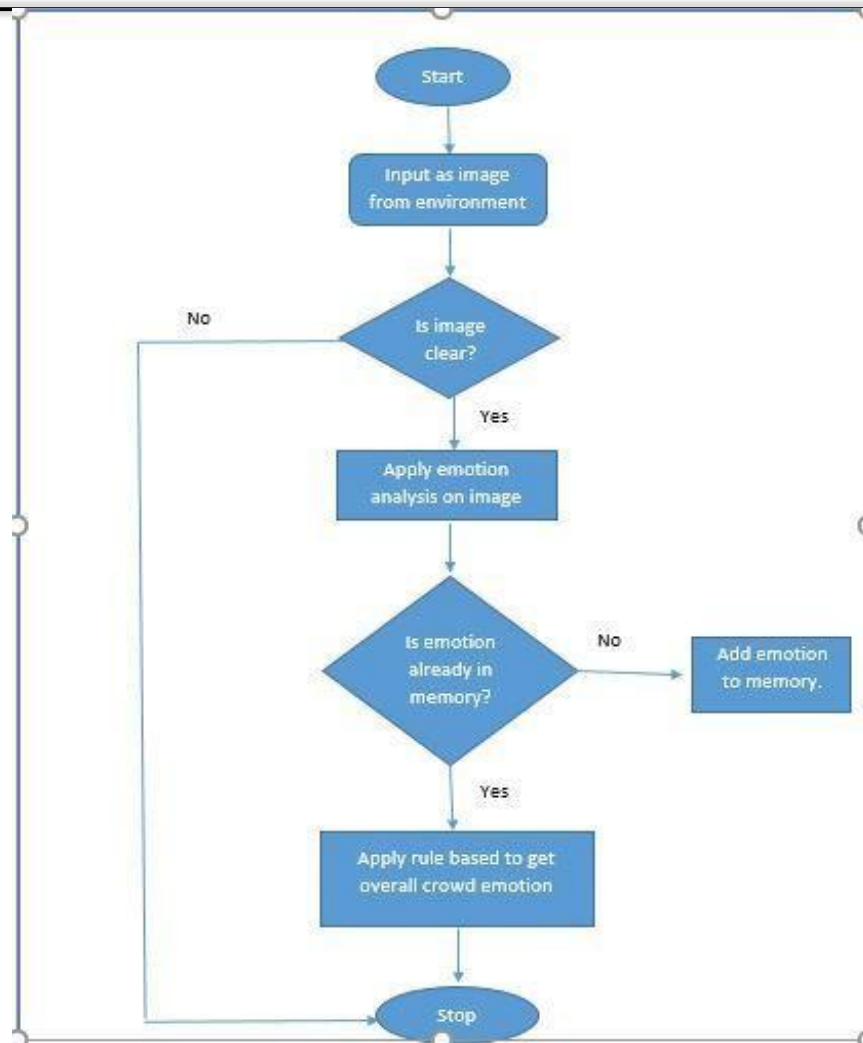 Start
Input as image
from environment
Is image
clear?
No
Yes
Apply emotion
analysis on image
Is emotion
already in
memory?
No
Add emotion
to memory.
Yes
Apply rule based to get
overall crowd emotion
Stop